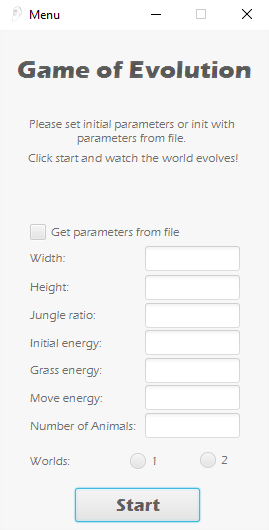 Menu
Game of Evolution
Please set initial parameters or init with
parameters from file.
Click start and watch the world evolves!
Get parameters from file
Width:
Height:
Jungle ratio:
Initial energy:
Grass energy:
Move energy:
Number of Animals:
Worlds: 1 2
Start